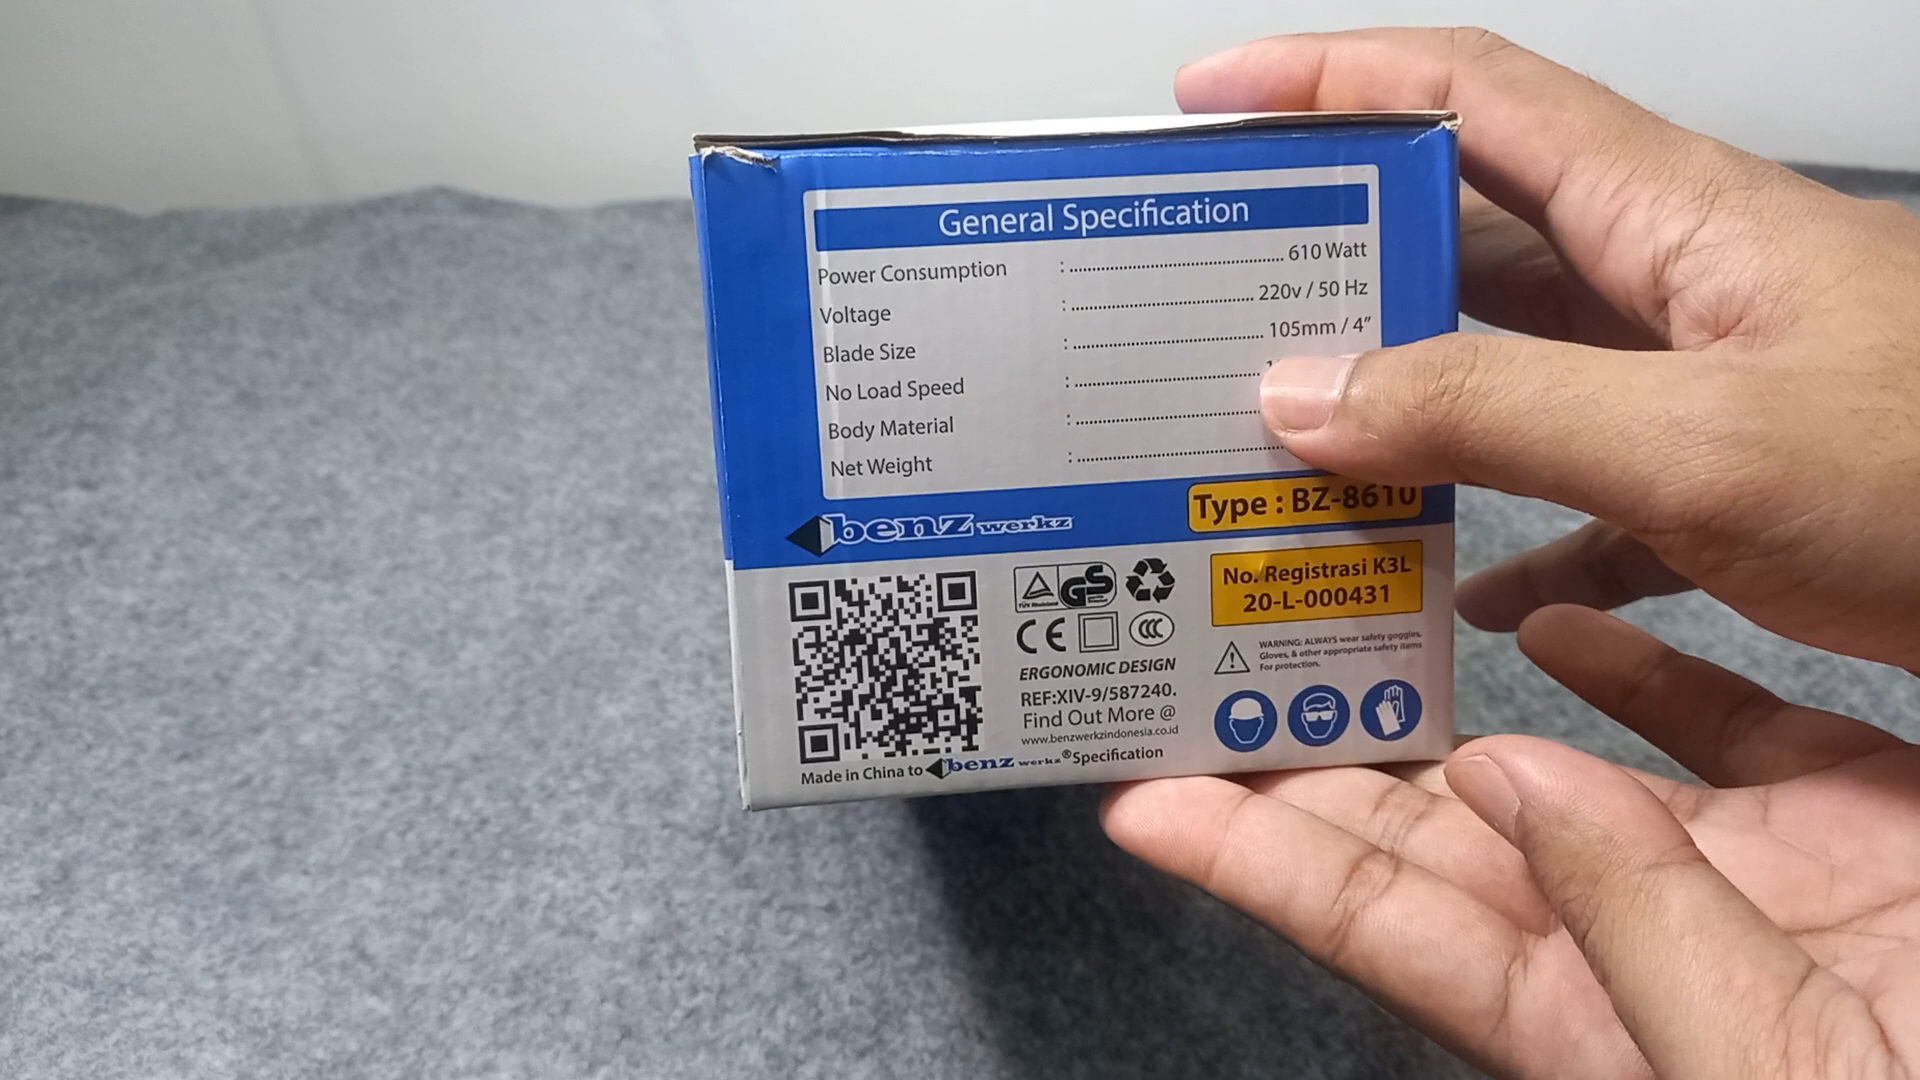 General Specification
Power Consumption : 610 Watt
Voltage : 220v / 50 Hz
Blade Size : 105mm / 4”
No Load Speed :
Body Material :
Net Weight :
benz werkz
Type : BZ-8610
TÜV Rheinland
GS
CE
CCC
ERGONOMIC DESIGN
REF:XIV-9/587240.
Find Out More @
www.benzwerkzindonesia.co.id
Made in China to benz werkz ® Specification
No. Registrasi K3L
20-L-000431
WARNING: ALWAYS wear safety goggles,
Gloves, & other appropriate safety items
For protection.